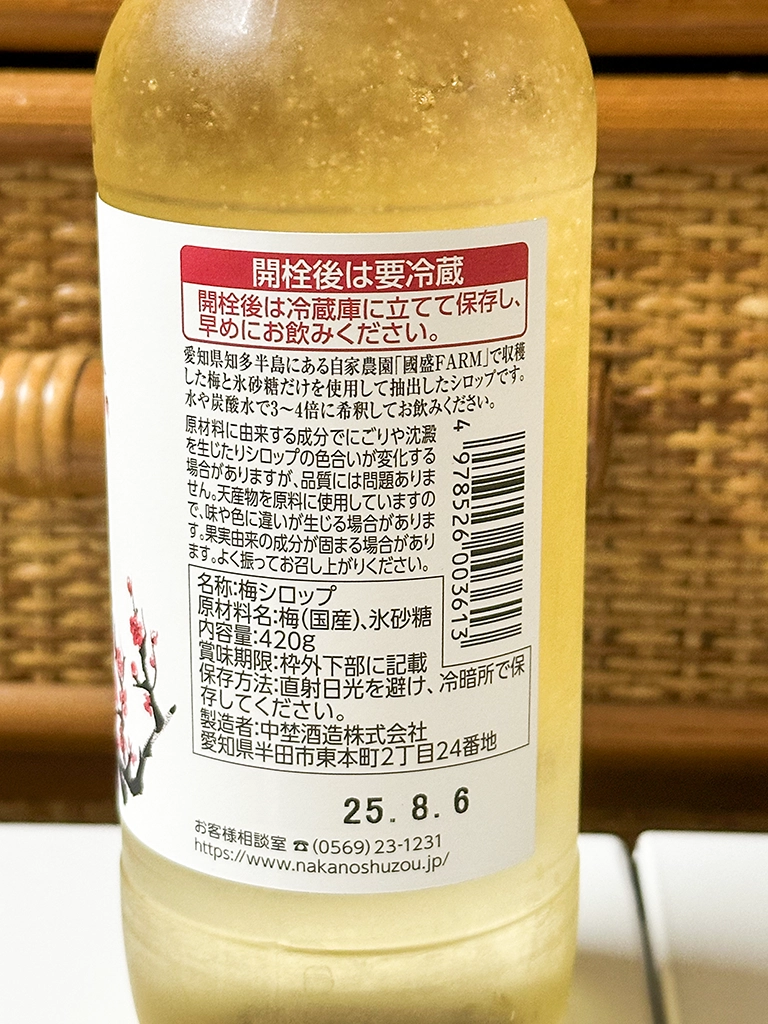 開栓後は要冷蔵
開栓後は冷蔵庫に立てて保存し、
早めにお飲みください。
愛知県知多半島にある自家農園「國盛FARM」で収穫
した梅と氷砂糖だけを使用して抽出したシロップです。
水や炭酸水で3〜4倍に希釈してお飲みください。
原材料に由来する成分でにごりや沈澱
を生じたりシロップの色合いが変化する
場合がありますが、品質には問題ありま
せん。天産物を原料に使用していますの
で、味や色に違いが生じる場合がありま
す。果実由来の成分が固まる場合があり
ます。よく振ってお召し上がりください。
4 978526 003613
名称:梅シロップ
原材料名:梅(国産)、氷砂糖
内容量:420g
賞味期限:枠外下部に記載
保存方法:直射日光を避け、冷暗所で保
存してください。
製造者:中埜酒造株式会社
愛知県半田市東本町2丁目24番地
25. 8. 6
お客様相談室 ☎(0569)23-1231
https://www.nakanoshuzou.jp/